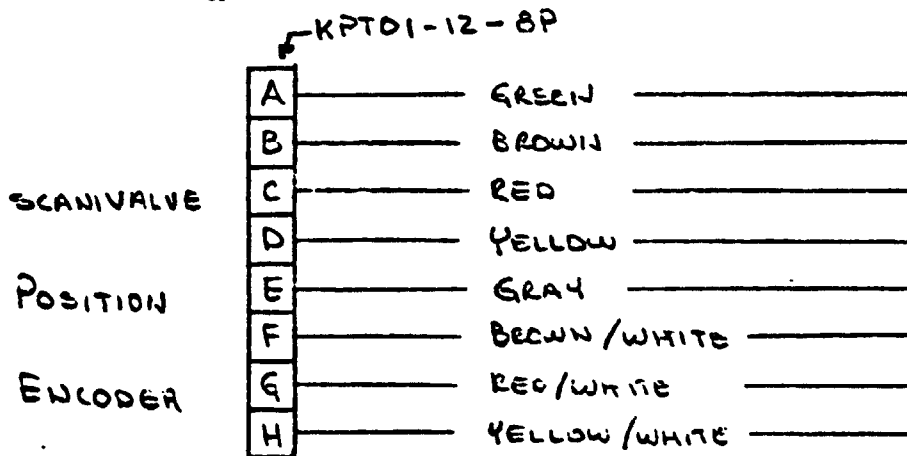 KPT01-12-8P
A GREEN
B BROWN
SCANIVALVE C RED
D YELLOW
POSITION E GRAY
F BROWN/WHITE
ENCODER G RED/WHITE
H YELLOW/WHITE